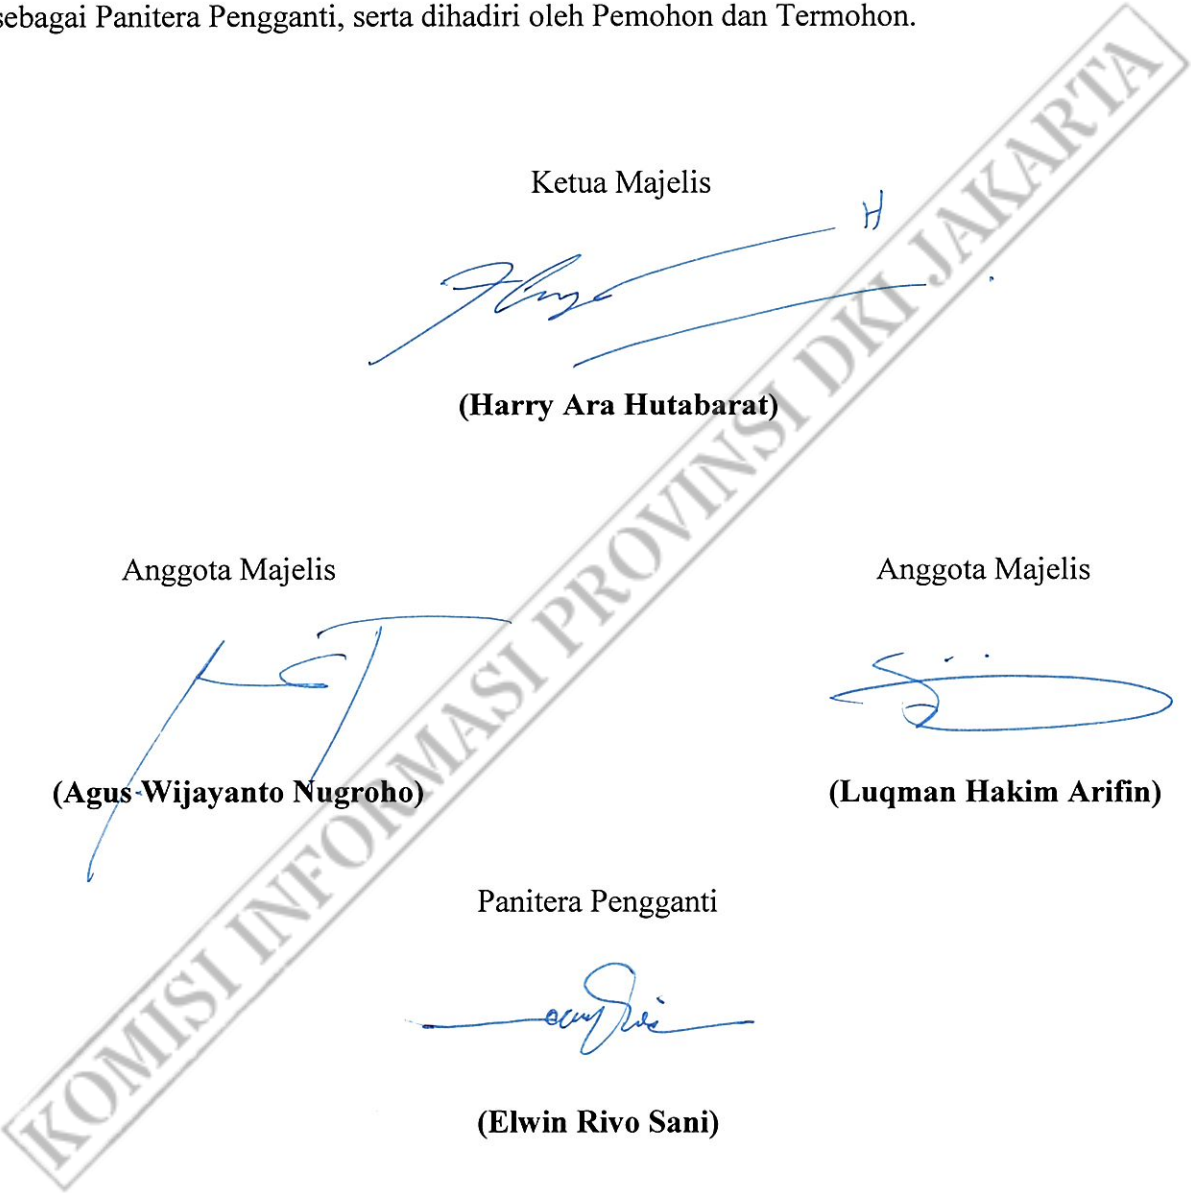 sebagai Panitera Pengganti, serta dihadiri oleh Pemohon dan Termohon.
Ketua Majelis
H
(Harry Ara Hutabarat)
Anggota Majelis
Anggota Majelis
(Agus Wijayanto Nugroho)
(Luqman Hakim Arifin)
Panitera Pengganti
(Elwin Rivo Sani)
KOMISI INFORMASI PROVINSI DKI JAKARTA